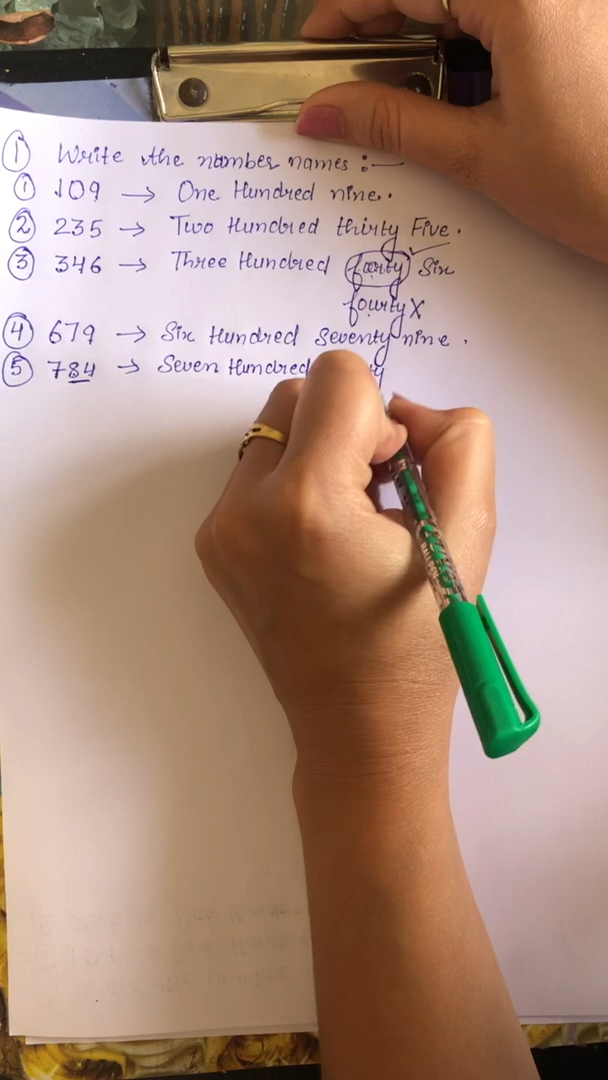 ① Write the number names :—
① 109 → One Hundred nine.
② 235 → Two Hundred thirty Five.
③ 346 → Three Hundred forty Six
fourty X
④ 679 → Six Hundred Seventy nine.
⑤ 784 → Seven Hundred